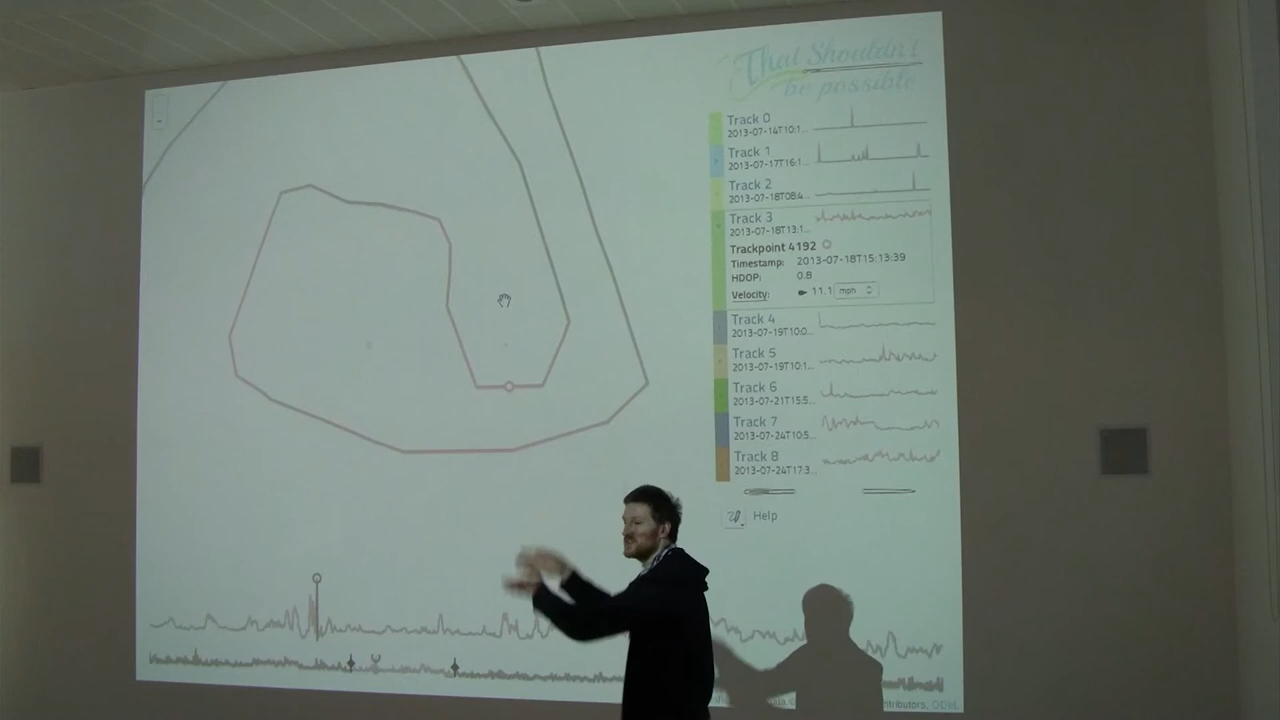 That Shouldn't
be possible
Track 0
2013-07-14T10:1...
Track 1
2013-07-17T16:1...
Track 2
2013-07-18T08:4...
Track 3
2013-07-18T13:1...
Trackpoint 4192
Timestamp: 2013-07-18T15:13:39
HDOP: 0.8
Velocity: 11.1 mph
Track 4
2013-07-19T10:0...
Track 5
2013-07-19T10:1...
Track 6
2013-07-21T15:5...
Track 7
2013-07-24T10:5...
Track 8
2013-07-24T17:3...
Help